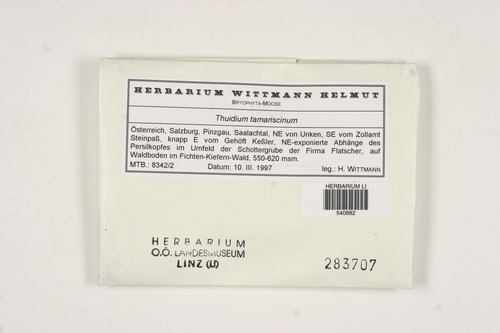 HERBARIUM WITTMANN HELMUT
BRYOPHYTA-MOOSE
Thuidium tamariscinum
Österreich, Salzburg, Pinzgau, Saalachtal, NE von Unken, SE vom Zollamt
Steinpaß, knapp E vom Gehöft Keßler, NE-exponierte Abhänge des
Persilkopfes im Umfeld der Schottergrube der Firma Flatscher, auf
Waldboden im Fichten-Kiefern-Wald, 550-620 msm.
MTB.: 8342/2 Datum: 10. III. 1997 leg.: H. WITTMANN
HERBARIUM LI
540882
HERBARIUM
O.Ö. LANDESMUSEUM
LINZ (LI)
283707